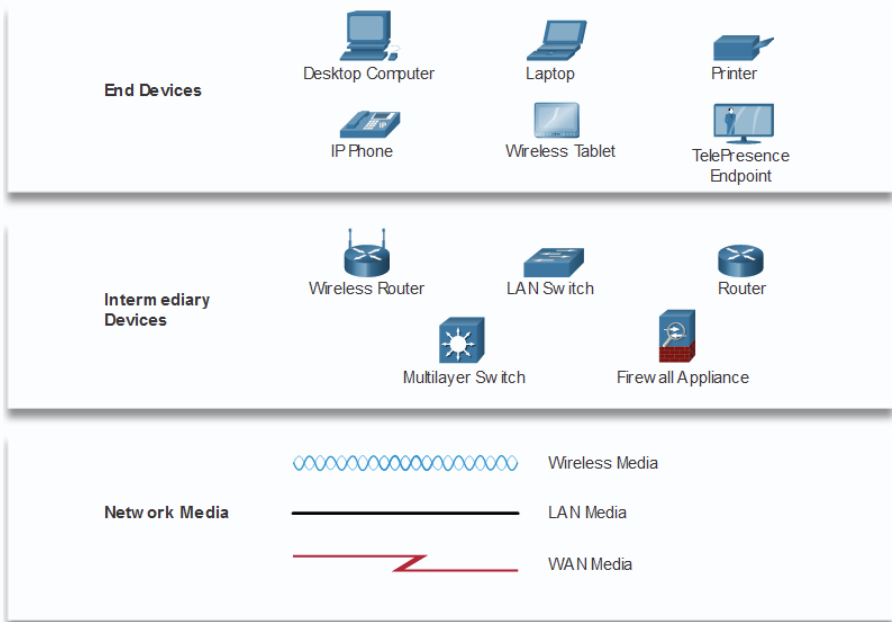 End Devices
Desktop Computer
Laptop
Printer
IP Phone
Wireless Tablet
TelePresence
Endpoint
Intermediary
Devices
Wireless Router
LAN Switch
Router
Multilayer Switch
Firewall Appliance
Network Media
Wireless Media
LAN Media
WAN Media